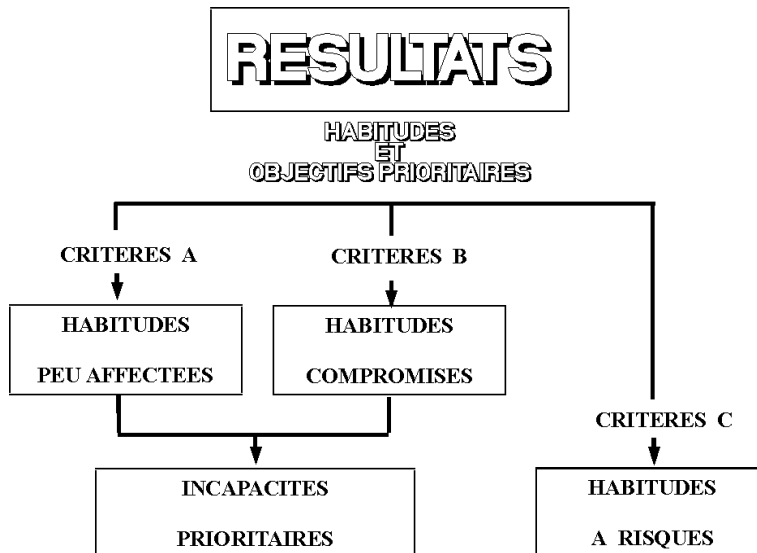 RESULTATS
HABITUDES
ET
OBJECTIFS PRIORITAIRES
CRITERES A
CRITERES B
HABITUDES
PEU AFFECTEES
HABITUDES
COMPROMISES
CRITERES C
INCAPACITES
PRIORITAIRES
HABITUDES
A RISQUES